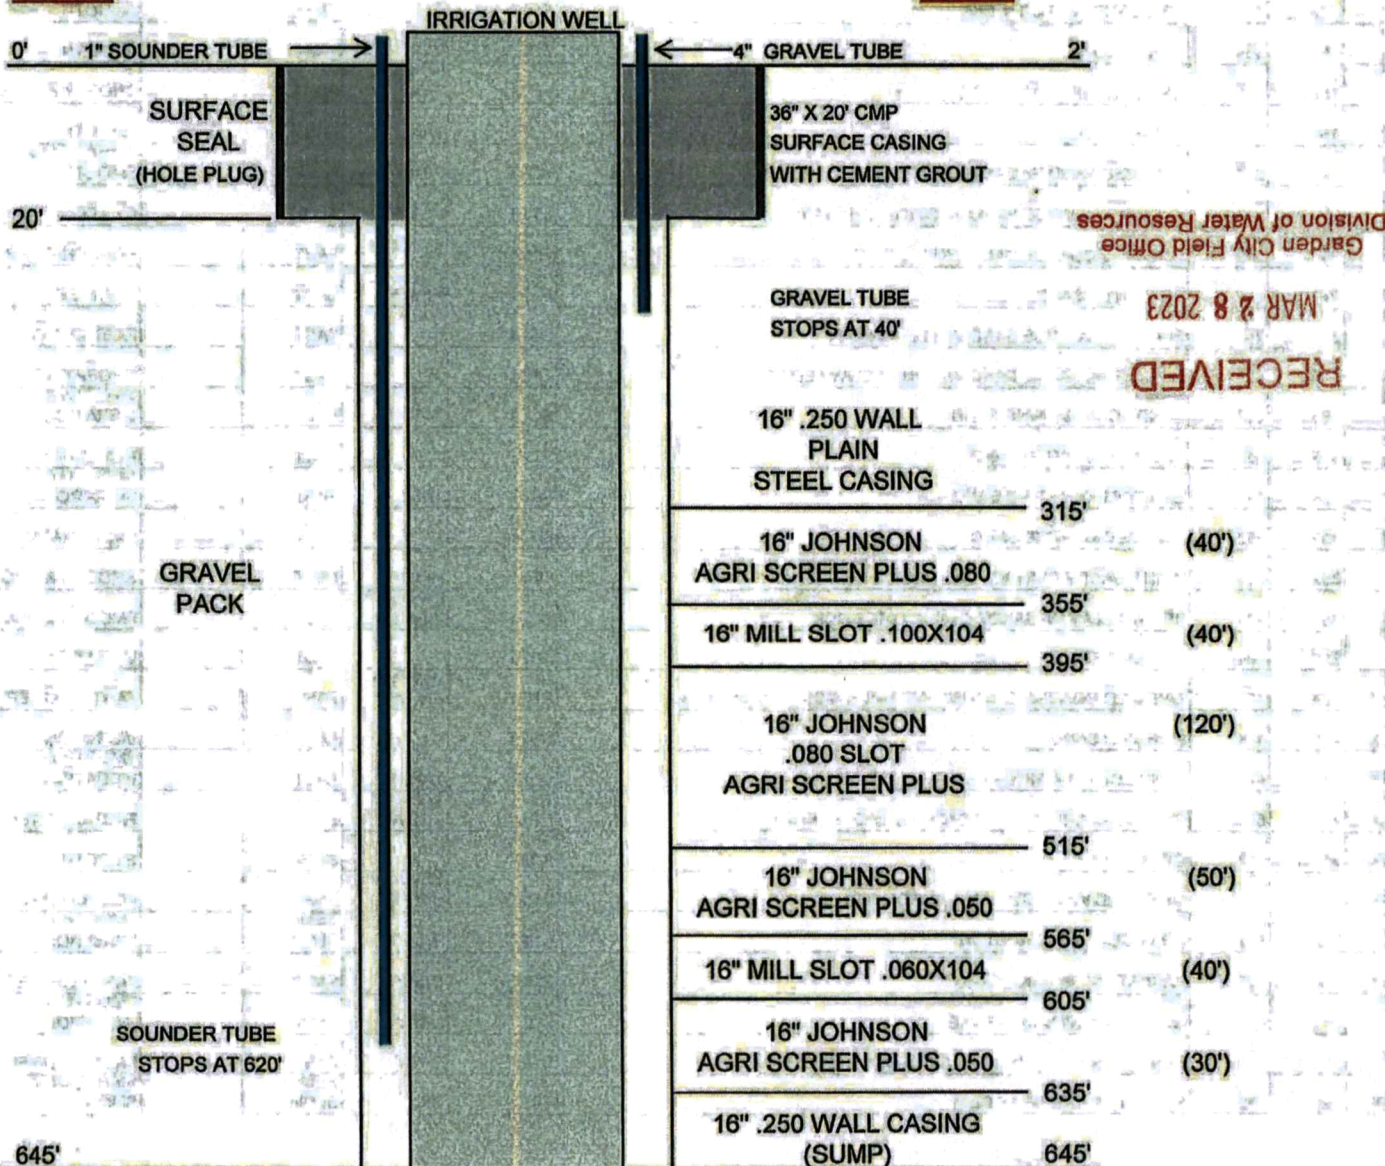 IRRIGATION WELL
0' 1" SOUNDER TUBE 4" GRAVEL TUBE 2'
SURFACE
SEAL
(HOLE PLUG)
36" X 20' CMP
SURFACE CASING
WITH CEMENT GROUT
20'
RECEIVED
MAR 28 2023
Garden City Field Office
Division of Water Resources
GRAVEL TUBE
STOPS AT 40'
16" .250 WALL
PLAIN
STEEL CASING
315'
16" JOHNSON (40')
AGRI SCREEN PLUS .080
GRAVEL
PACK
355'
16" MILL SLOT .100X104 (40')
395'
16" JOHNSON (120')
.080 SLOT
AGRI SCREEN PLUS
515'
16" JOHNSON (50')
AGRI SCREEN PLUS .050
565'
16" MILL SLOT .060X104 (40')
605'
SOUNDER TUBE
STOPS AT 620'
16" JOHNSON
AGRI SCREEN PLUS .050 (30')
635'
16" .250 WALL CASING
(SUMP)
645' 645'